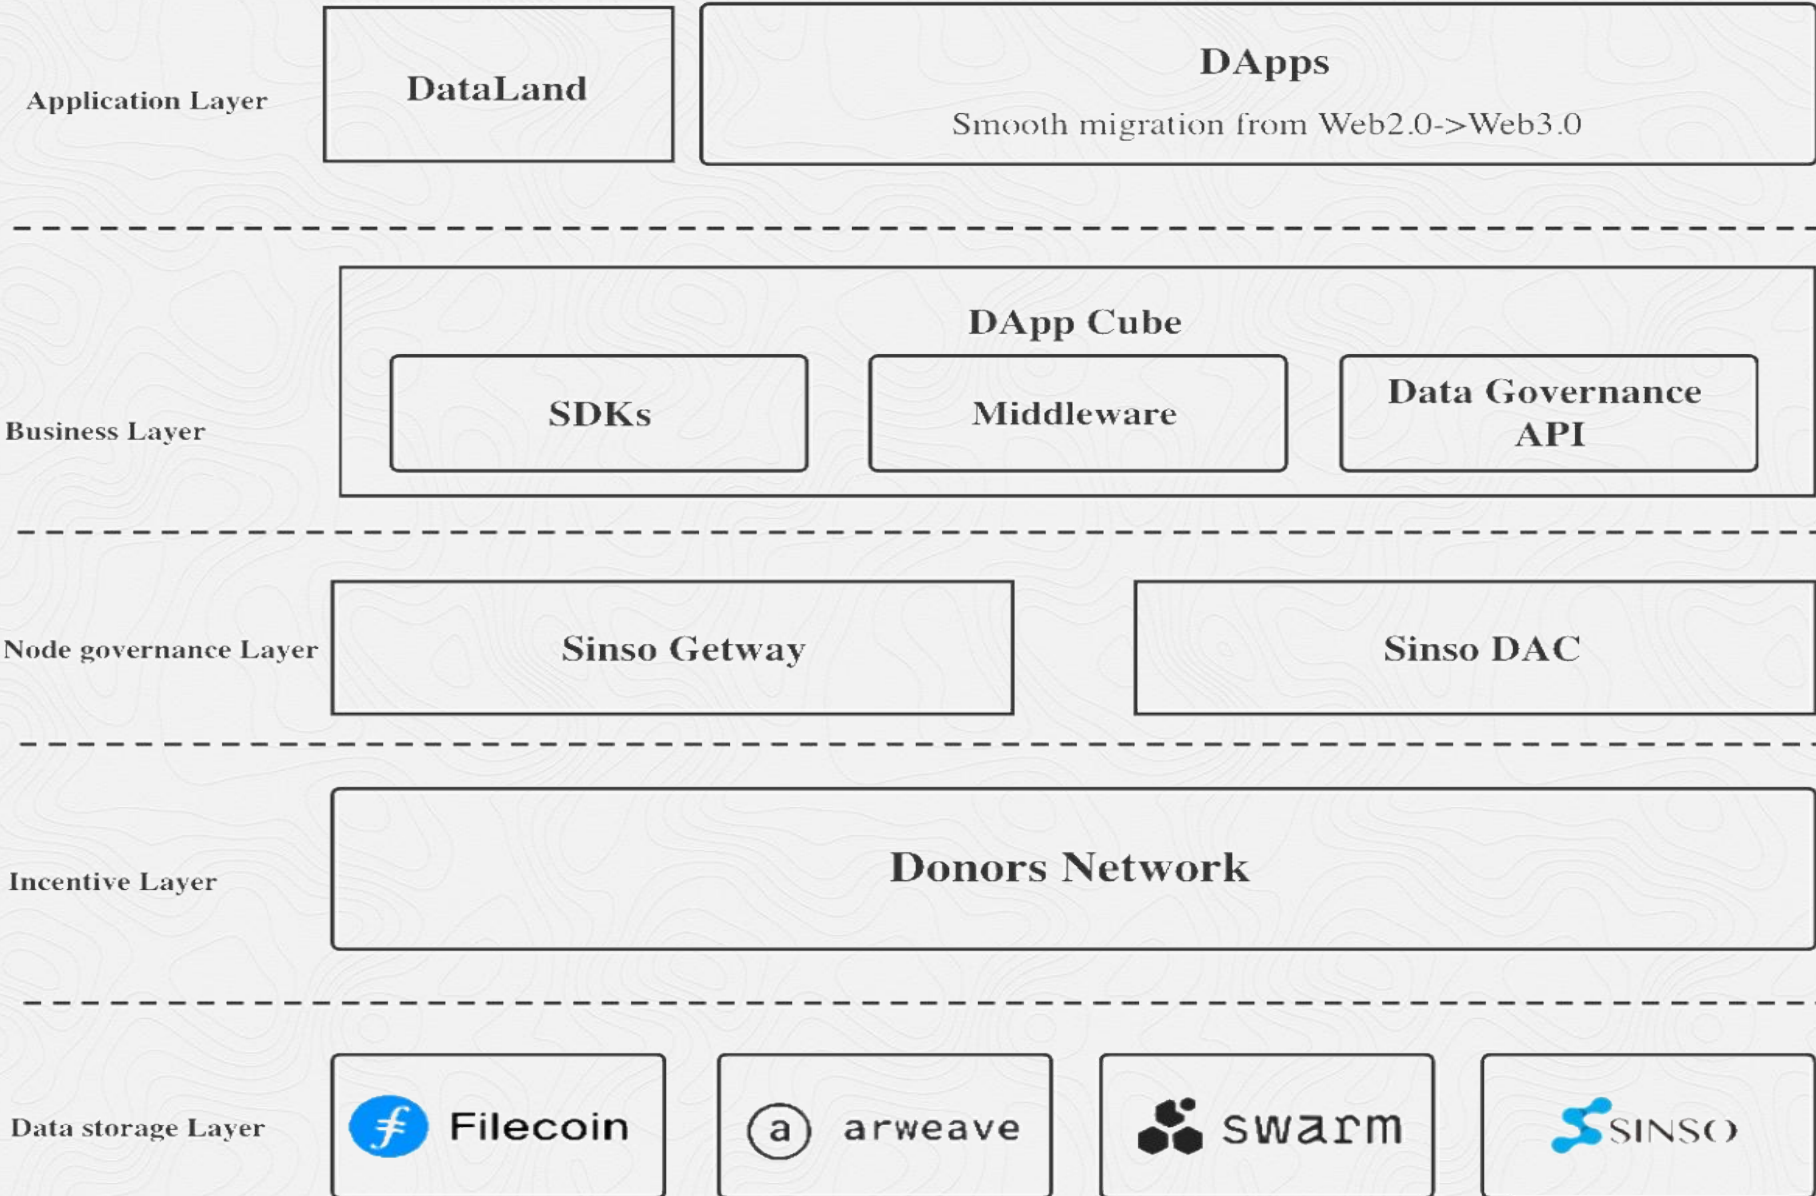 Application Layer
DataLand
DApps
Smooth migration from Web2.0->Web3.0
Business Layer
DApp Cube
SDKs
Middleware
Data Governance
API
Node governance Layer
Sinso Getway
Sinso DAC
Incentive Layer
Donors Network
Data storage Layer
Filecoin
a arweave
swarm
SINSO